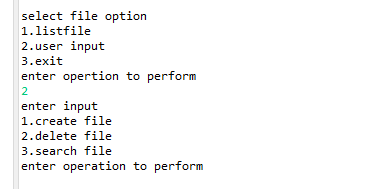 select file option
1.listfile
2.user input
3.exit
enter opertion to perform
2
enter input
1.create file
2.delete file
3.search file
enter operation to perform